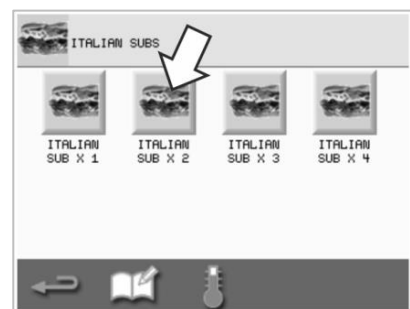 ITALIAN SUBS
ITALIAN
SUB X 1
ITALIAN
SUB X 2
ITALIAN
SUB X 3
ITALIAN
SUB X 4